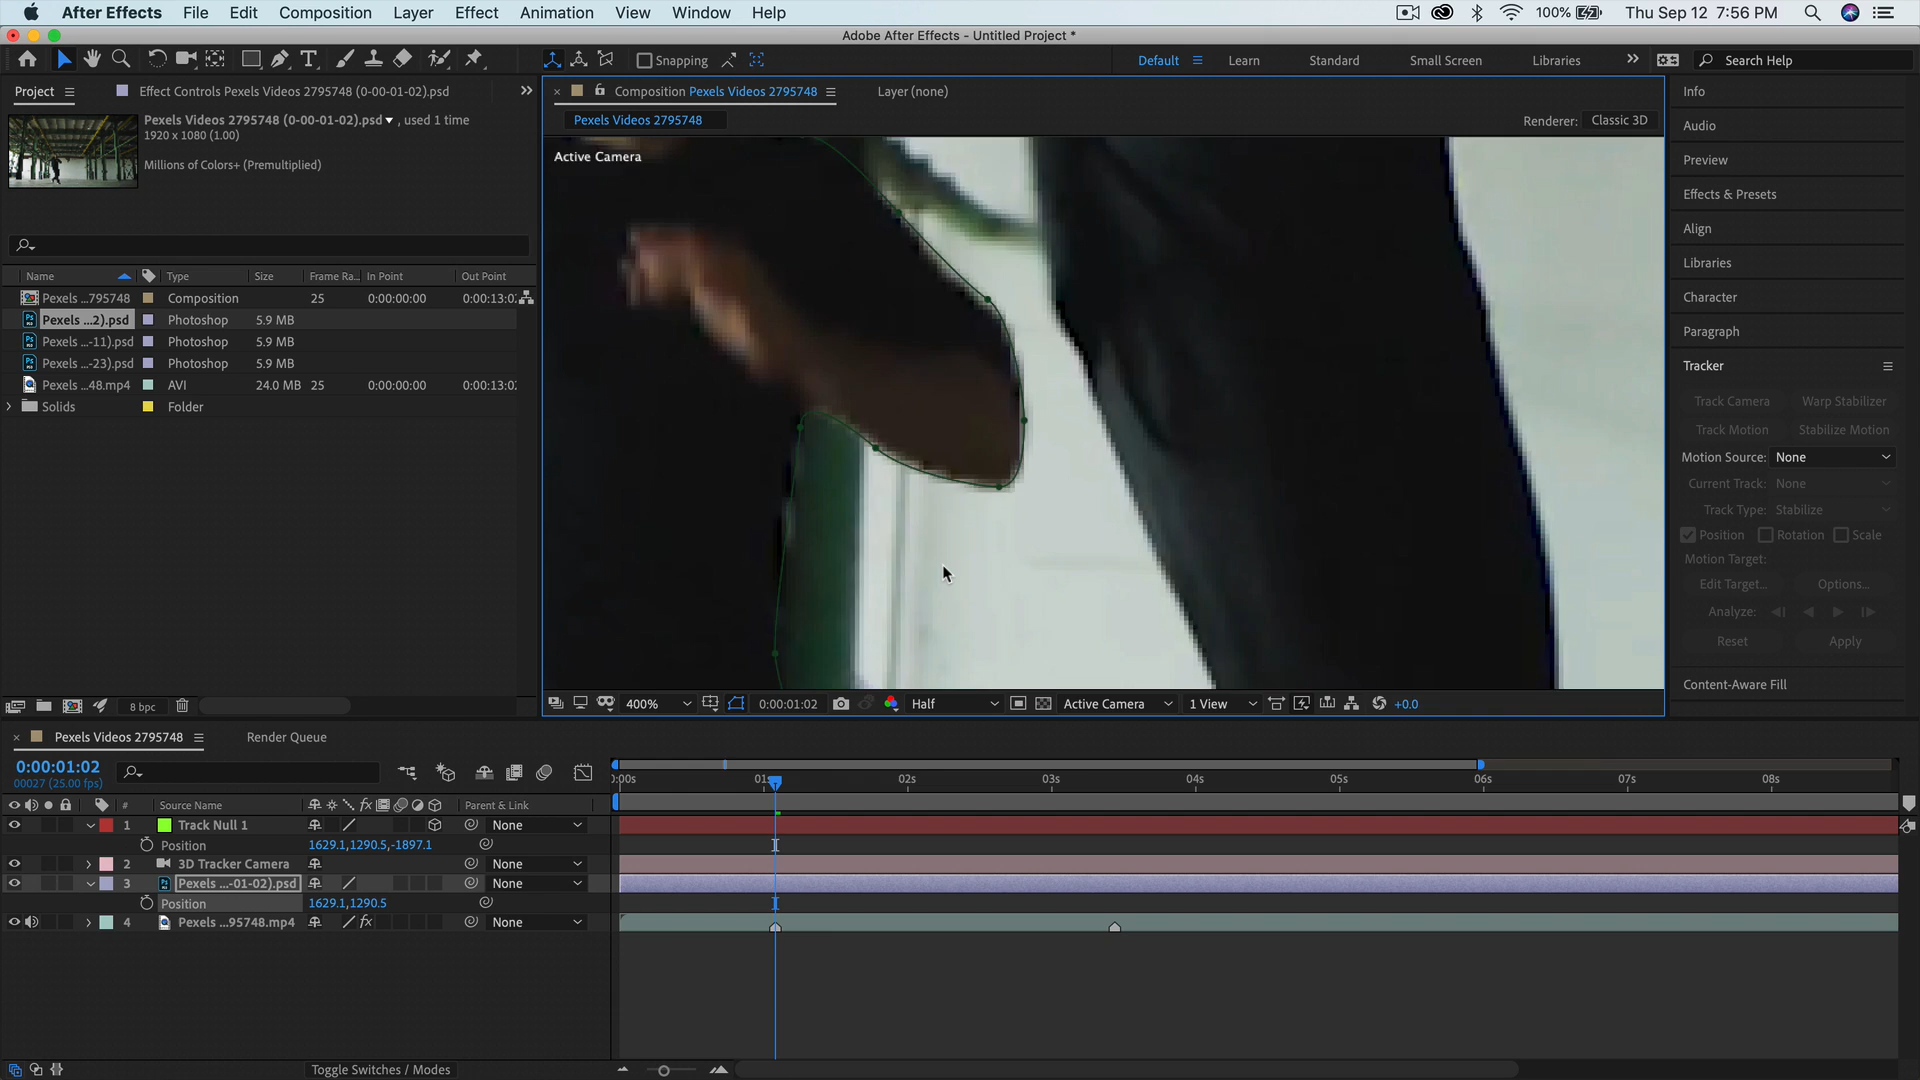 After Effects File Edit Composition Layer Effect Animation View Window Help 100% Thu Sep 12 7:56 PM
Adobe After Effects - Untitled Project *
Snapping Default Learn Standard Small Screen Libraries Search Help
Project Effect Controls Pexels Videos 2795748 (0-00-01-02).psd
Pexels Videos 2795748 (0-00-01-02).psd , used 1 time
1920 x 1080 (1.00)
Millions of Colors+ (Premultiplied)
Name Type Size Frame Ra... In Point Out Point
Pexels ...795748 Composition 25 0:00:00:00 0:00:13:0
Pexels ...2).psd Photoshop 5.9 MB
Pexels ...-11).psd Photoshop 5.9 MB
Pexels ...-23).psd Photoshop 5.9 MB
Pexels ...48.mp4 AVI 24.0 MB 25 0:00:00:00 0:00:13:0
Solids Folder
8 bpc
Composition Pexels Videos 2795748 Layer (none)
Pexels Videos 2795748 Renderer: Classic 3D
Active Camera
400% 0:00:01:02 Half Active Camera 1 View +0.0
Info
Audio
Preview
Effects & Presets
Align
Libraries
Character
Paragraph
Tracker
Track Camera Warp Stabilizer
Track Motion Stabilize Motion
Motion Source: None
Current Track: None
Track Type: Stabilize
Position Rotation Scale
Motion Target:
Edit Target... Options...
Analyze:
Reset Apply
Content-Aware Fill
Pexels Videos 2795748 Render Queue
0:00:01:02
00027 (25.00 fps)
):00s 01s 02s 03s 04s 05s 06s 07s 08s
# Source Name fx Parent & Link
1 Track Null 1 None
Position 1629.1,1290.5,-1897.1
2 3D Tracker Camera None
3 Pexels ...-01-02).psd None
Position 1629.1,1290.5
4 Pexels ...95748.mp4 fx None
Toggle Switches / Modes